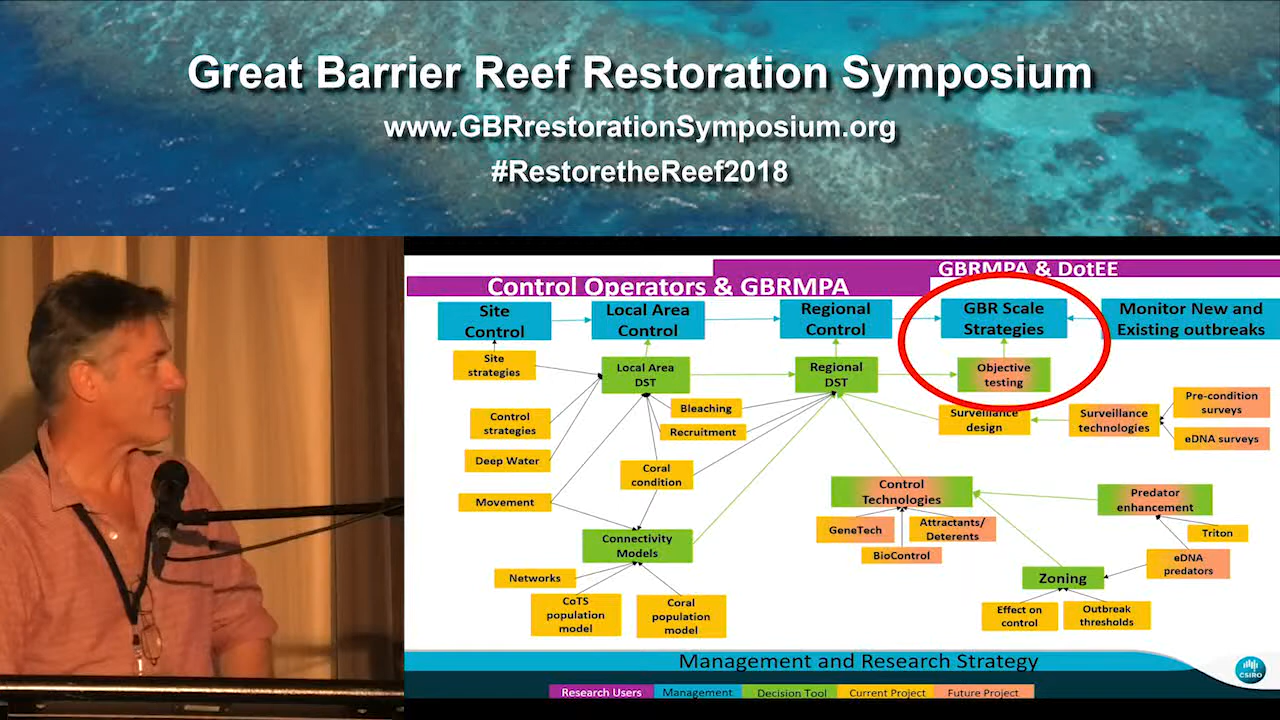 Great Barrier Reef Restoration Symposium
www.GBRrestorationSymposium.org
#RestoretheReef2018
GBRMPA & DotEE
Control Operators & GBRMPA
Site
Control
Local Area
Control
Regional
Control
GBR Scale
Strategies
Monitor New and
Existing outbreaks
Site
strategies
Local Area
DST
Regional
DST
Objective
testing
Control
strategies
Bleaching
Recruitment
Surveillance
design
Surveillance
technologies
Pre-condition
surveys
eDNA surveys
Deep Water
Coral
condition
Movement
Control
Technologies
Predator
enhancement
GeneTech
Attractants/
Deterents
BioControl
Triton
Connectivity
Models
eDNA
predators
Networks
Zoning
CoTS
population
model
Coral
population
model
Effect on
control
Outbreak
thresholds
Management and Research Strategy
CSIRO
Research Users
Management
Decision Tool
Current Project
Future Project